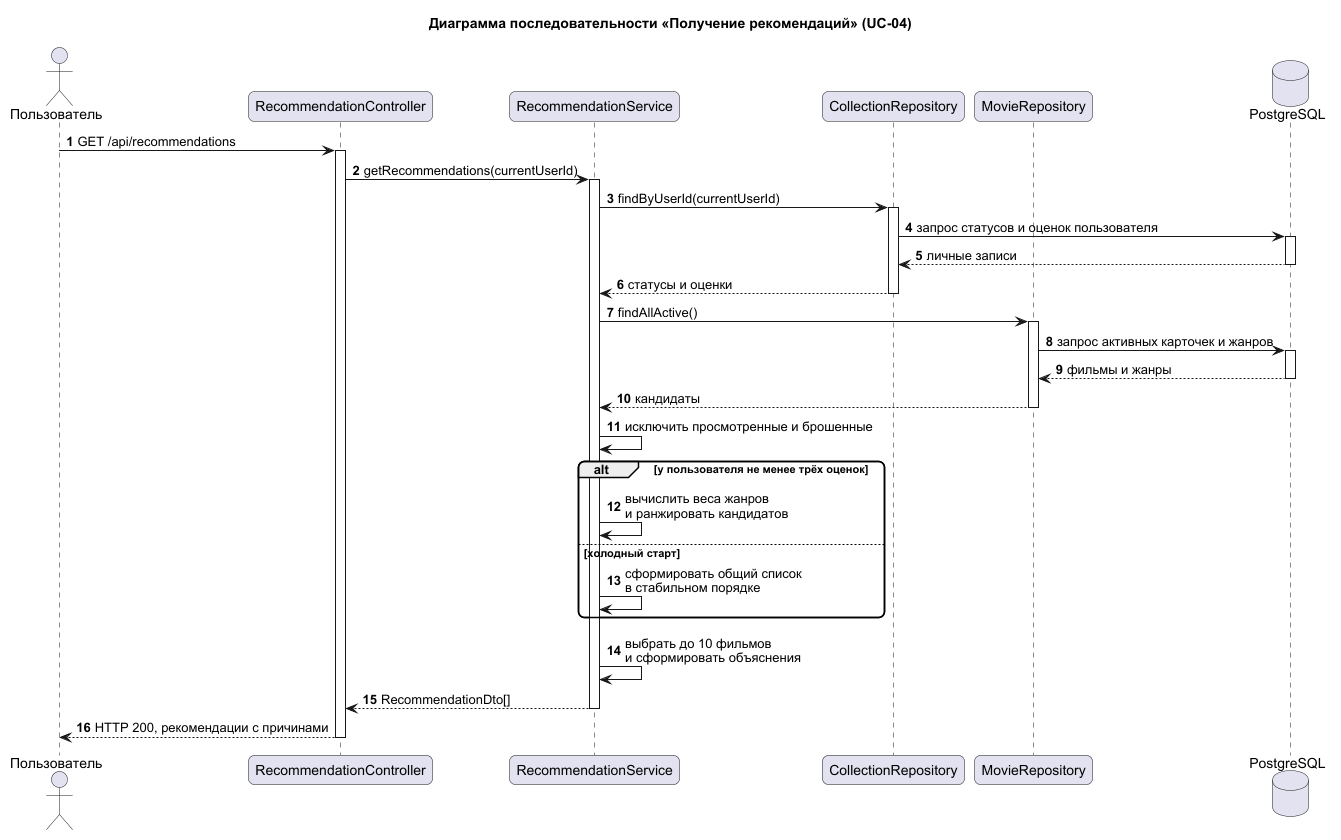 Диаграмма последовательности «Получение рекомендаций» (UC-04)
Пользователь
RecommendationController
RecommendationService
CollectionRepository
MovieRepository
PostgreSQL
1 GET /api/recommendations
2 getRecommendations(currentUserId)
3 findByUserId(currentUserId)
4 запрос статусов и оценок пользователя
5 личные записи
6 статусы и оценки
7 findAllActive()
8 запрос активных карточек и жанров
9 фильмы и жанры
10 кандидаты
11 исключить просмотренные и брошенные
alt [у пользователя не менее трёх оценок]
12 вычислить веса жанров
и ранжировать кандидатов
[холодный старт]
13 сформировать общий список
в стабильном порядке
14 выбрать до 10 фильмов
и сформировать объяснения
15 RecommendationDto[]
16 HTTP 200, рекомендации с причинами
Пользователь
RecommendationController
RecommendationService
CollectionRepository
MovieRepository
PostgreSQL